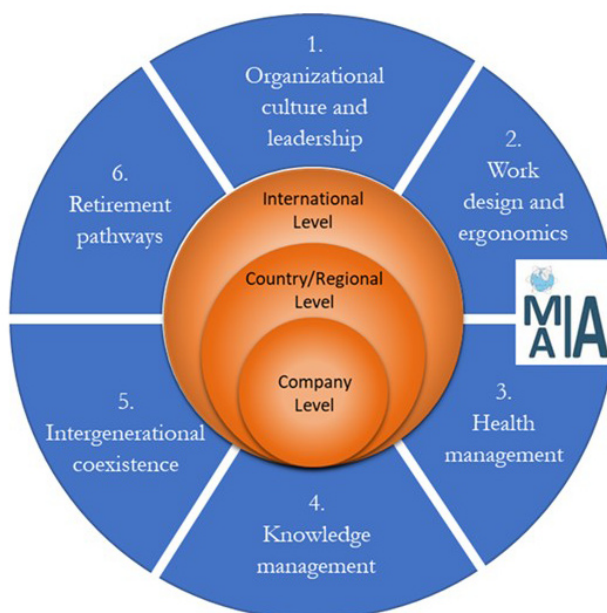 1.
Organizational
culture and
leadership
2.
Work
design and
ergonomics
3.
Health
management
4.
Knowledge
management
5.
Intergenerational
coexistence
6.
Retirement
pathways
International
Level
Country/Regional
Level
Company
Level
MAIA